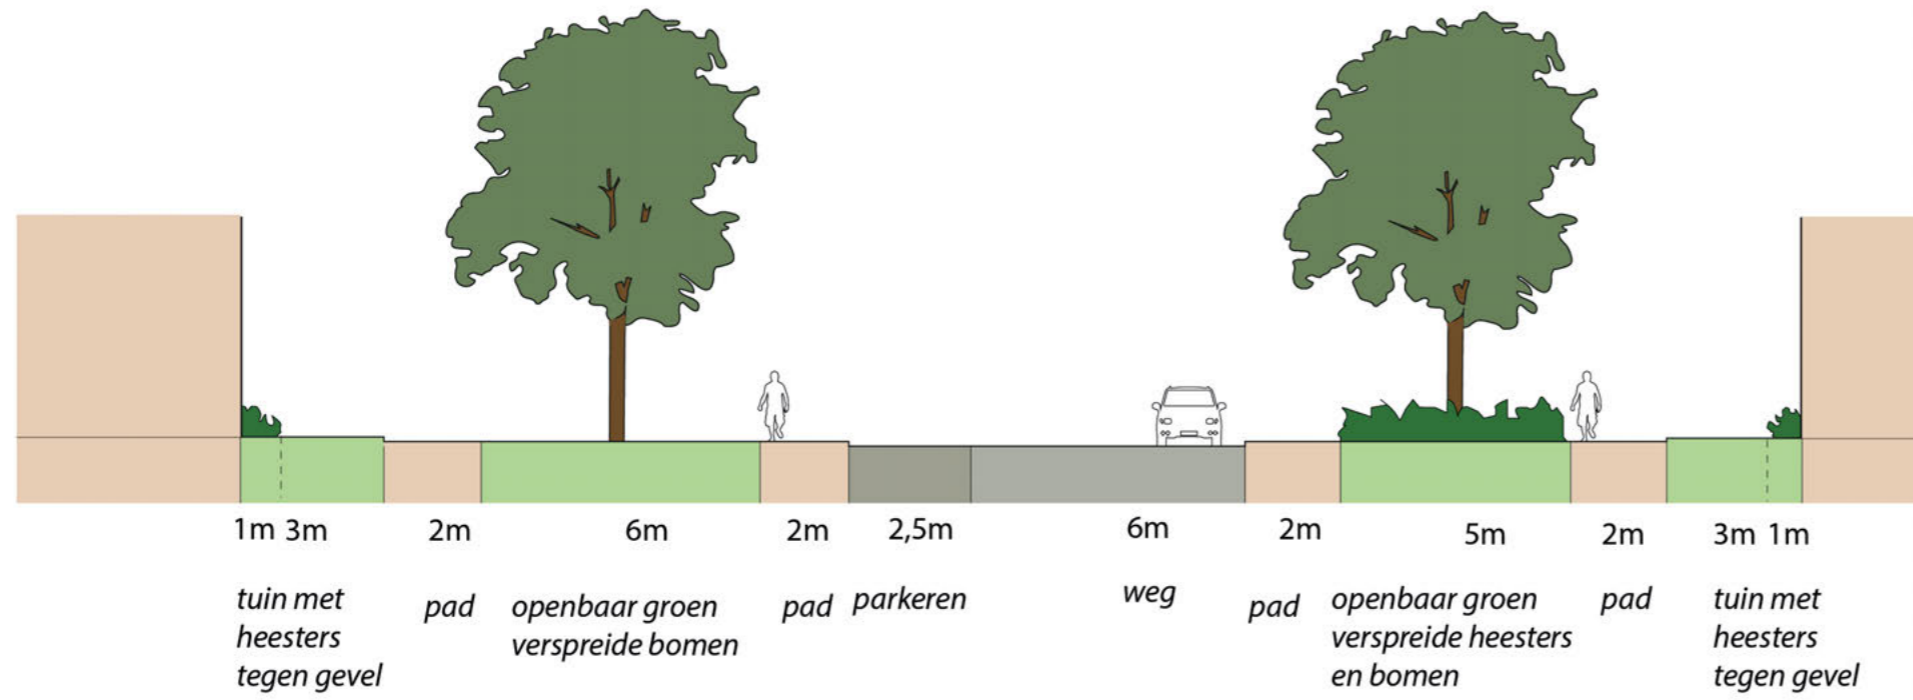 1m 3m 2m 6m 2m 2,5m 6m 2m 5m 2m 3m 1m
tuin met
heesters
tegen gevel
pad
openbaar groen
verspreide bomen
pad
parkeren
weg
pad
openbaar groen
verspreide heesters
en bomen
pad
tuin met
heesters
tegen gevel